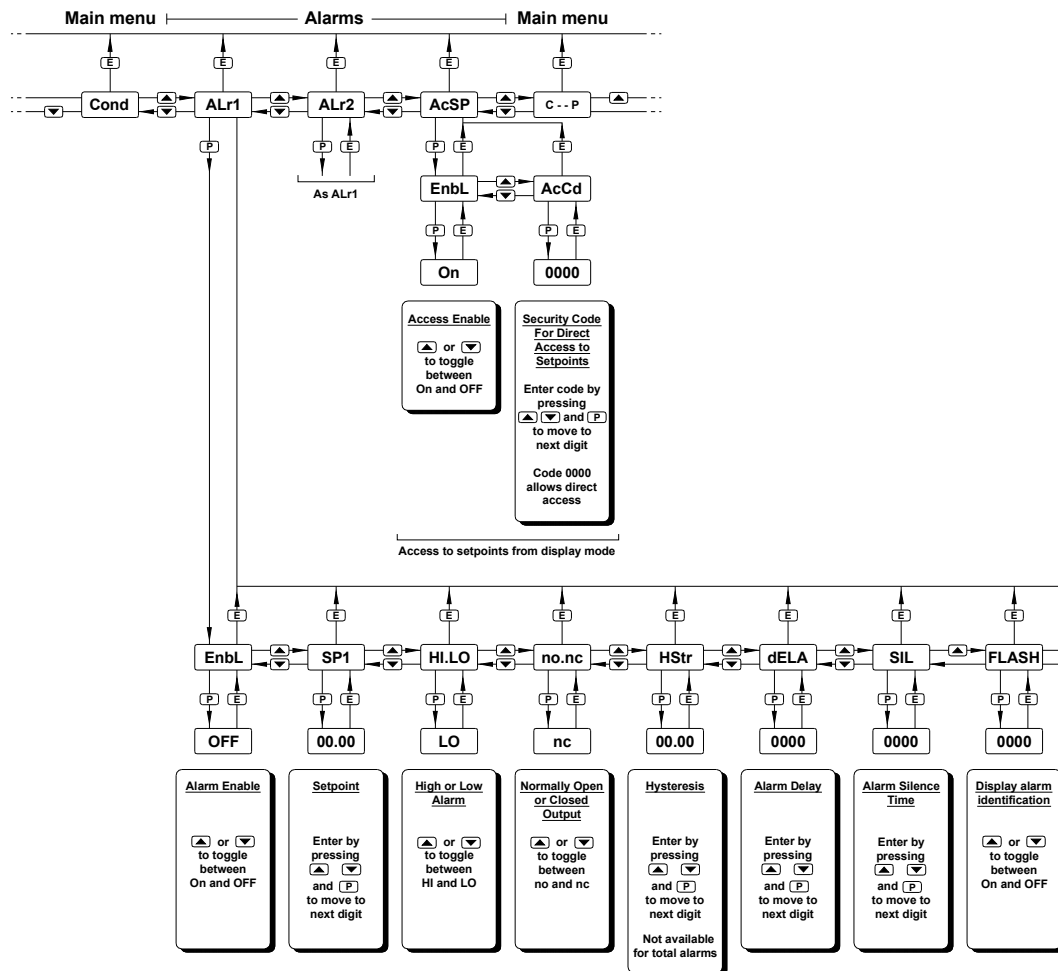 Main menu Alarms Main menu
E E E E E
Cond ALr1 ALr2 AcSP C - - P
P P E P E E
As ALr1
EnbL AcCd
P E P E
On 0000
Access Enable
or
to toggle
between
On and OFF
Security Code
For Direct
Access to
Setpoints
Enter code by
pressing
and P
to move to
next digit
Code 0000
allows direct
access
Access to setpoints from display mode
E E E E E E E E
EnbL SP1 HI.LO no.nc HStr dELA SIL FLASH
P E P E P E P E P E P E P E P E
OFF 00.00 LO nc 00.00 0000 0000 0000
Alarm Enable
or
to toggle
between
On and OFF
Setpoint
Enter by
pressing
and P
to move to
next digit
High or Low
Alarm
or
to toggle
between
HI and LO
Normally Open
or Closed
Output
or
to toggle
between
no and nc
Hysteresis
Enter by
pressing
and P
to move to
next digit
Not available
for total alarms
Alarm Delay
Enter by
pressing
and P
to move to
next digit
Alarm Silence
Time
Enter by
pressing
and P
to move to
next digit
Display alarm
identification
or
to toggle
between
On and OFF